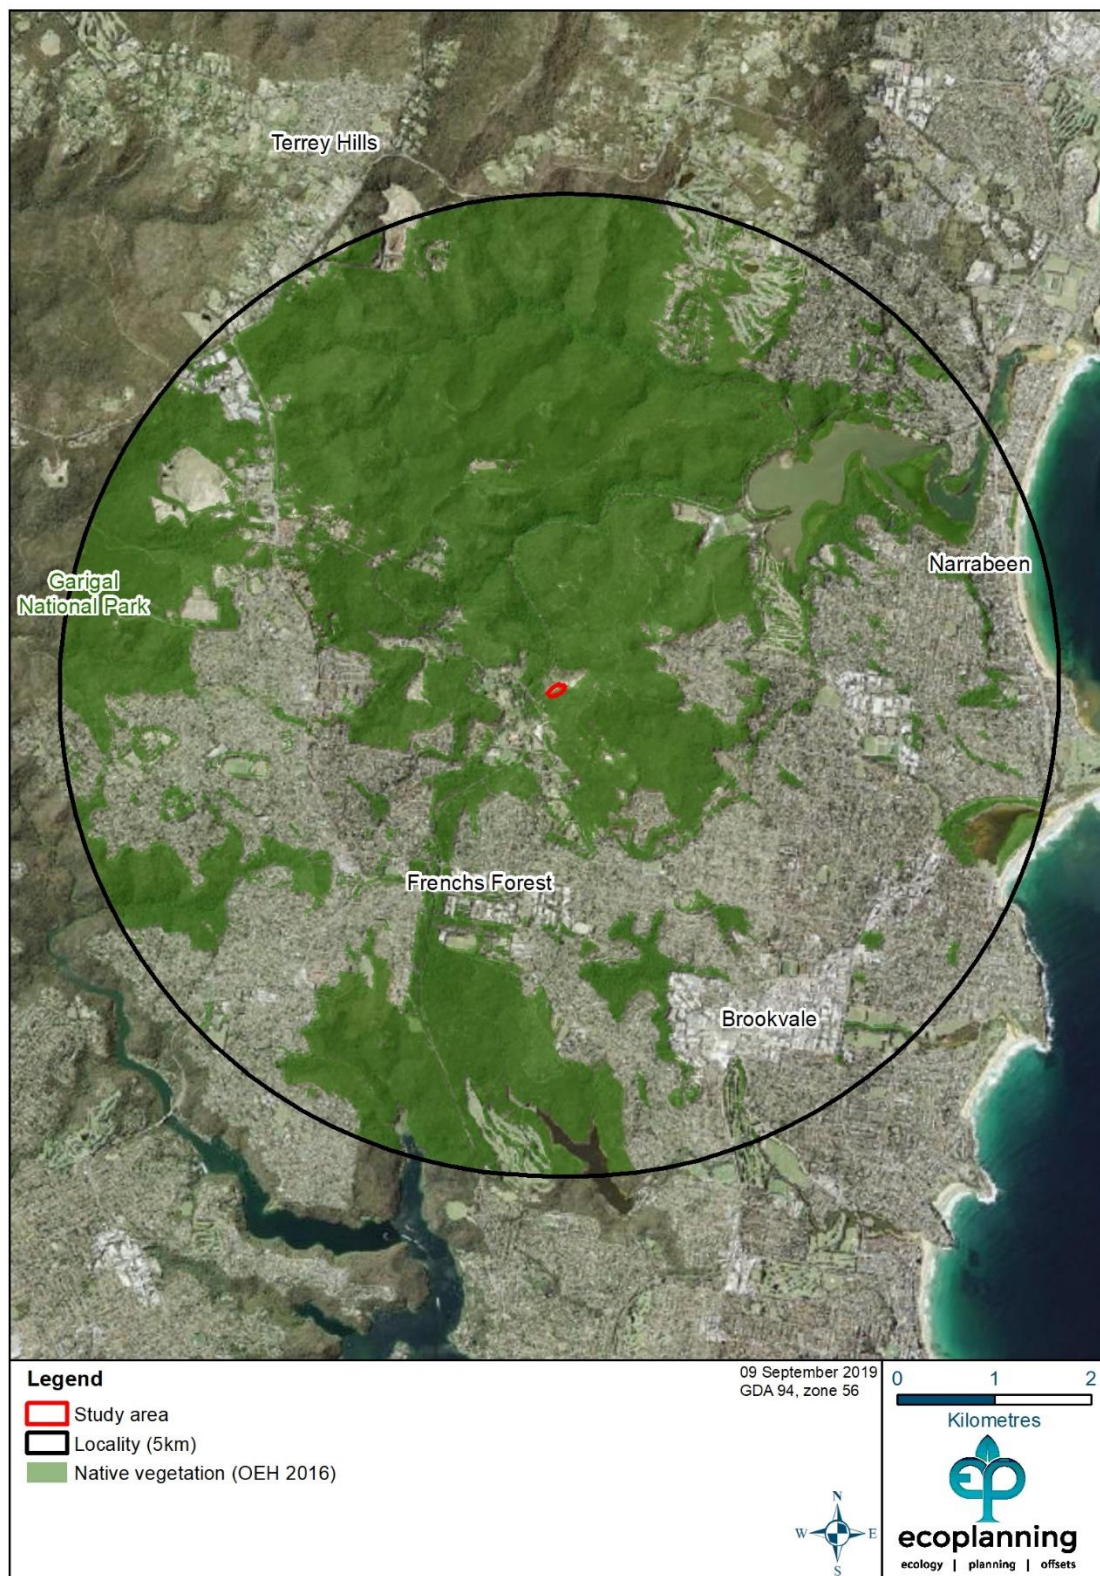 Terrey Hills
Garigal
National Park
Narrabeen
Frenchs Forest
Brookvale
Legend
Study area
Locality (5km)
Native vegetation (OEH 2016)
09 September 2019
GDA 94, zone 56
0 1 2
Kilometres
N
W E
S
ep
ecoplanning
ecology | planning | offsets